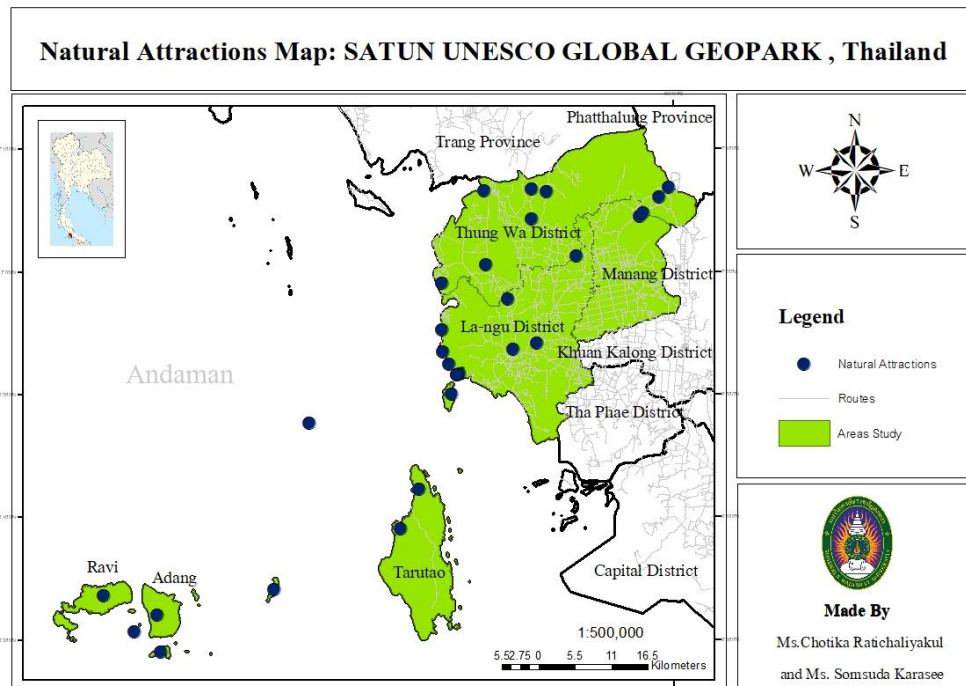 Natural Attractions Map: SATUN UNESCO GLOBAL GEOPARK , Thailand
Phatthalung Province
Trang Province
N
W
E
S
Thung Wa District
Manang District
La-ngu District
Khuan Kalong District
Andaman
Tha Phae District
Capital District
Ravi
Adang
Tarutao
1:500,000
5.52.75 0 5.5 11 16.5
Kilometers
Legend
Natural Attractions
Routes
Areas Study
Made By
Ms.Chotika Ratichaliyakul
and Ms. Somsuda Karasee